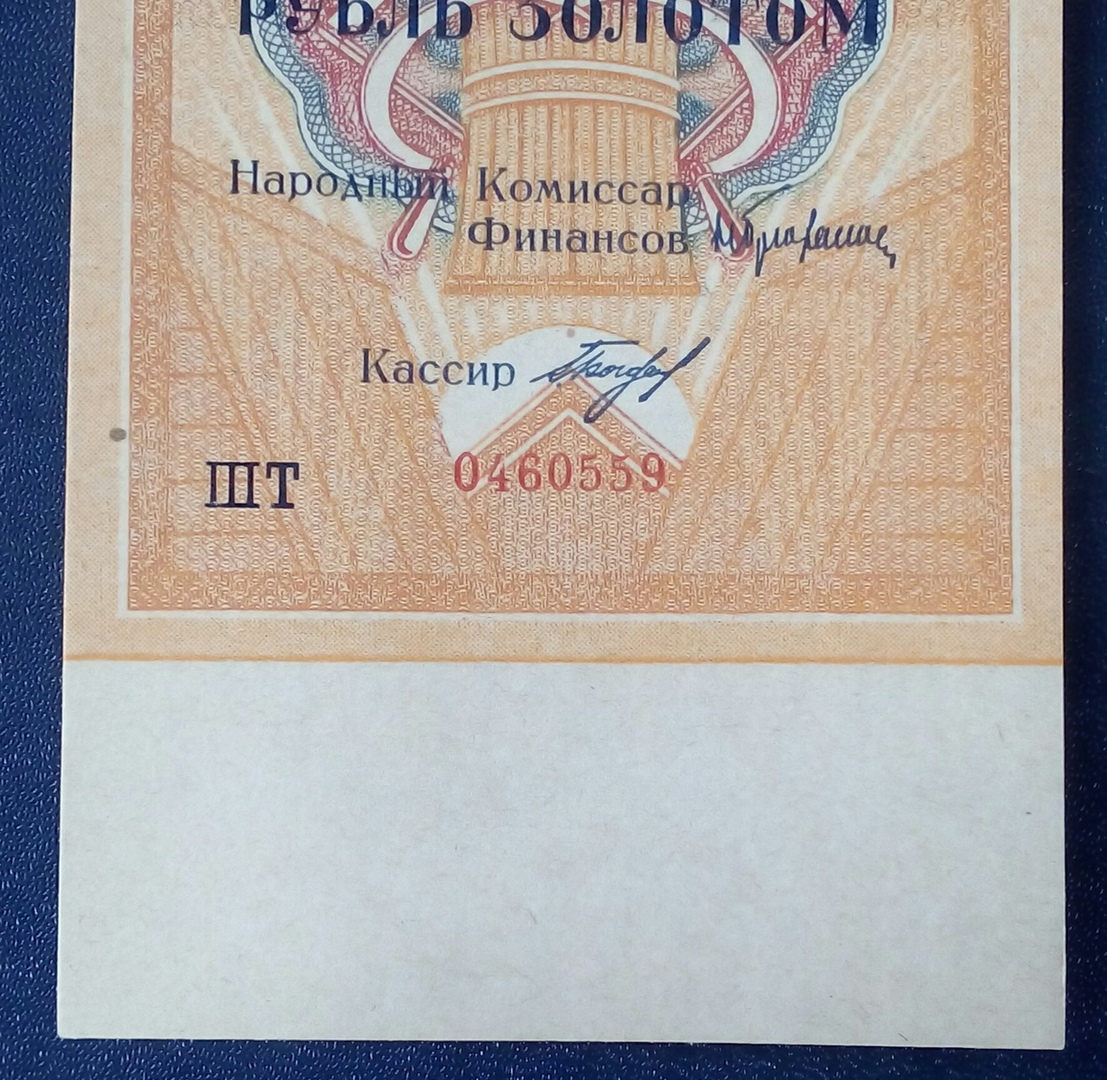 РУБЛЬ ЗОЛОТОМ
Народный Комиссар
Финансов
Кассир
ШТ 0460559